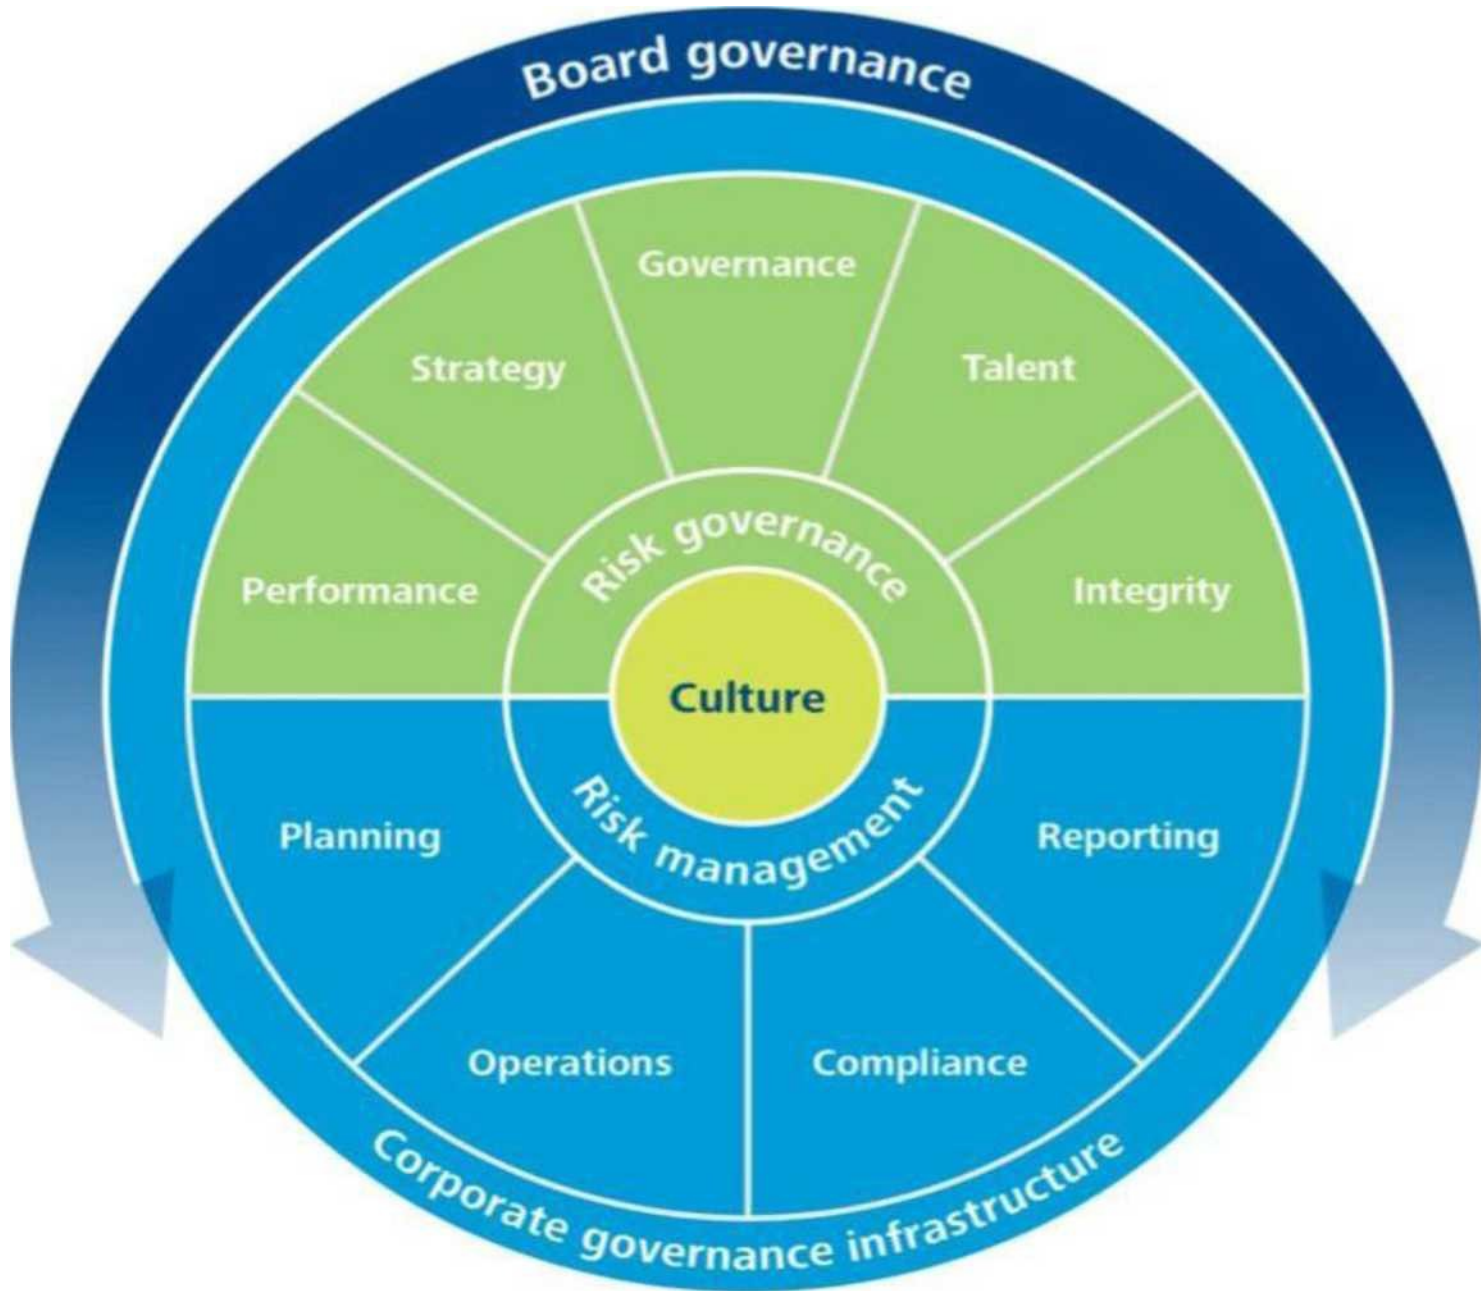 Board governance
Governance
Strategy
Talent
Performance
Integrity
Risk governance
Culture
Risk management
Planning
Reporting
Operations
Compliance
Corporate governance infrastructure